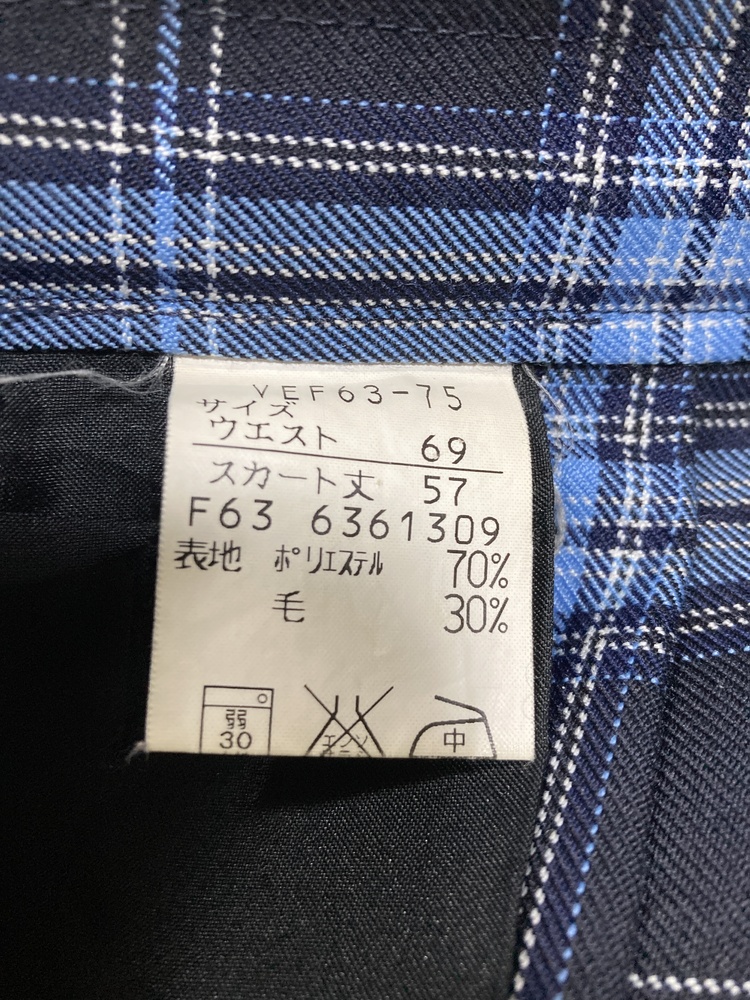 VEF63-75
サイズ
ウエスト 69
スカート丈 57
F63 6361309
表地 ポリエステル 70%
毛 30%
弱
30
中